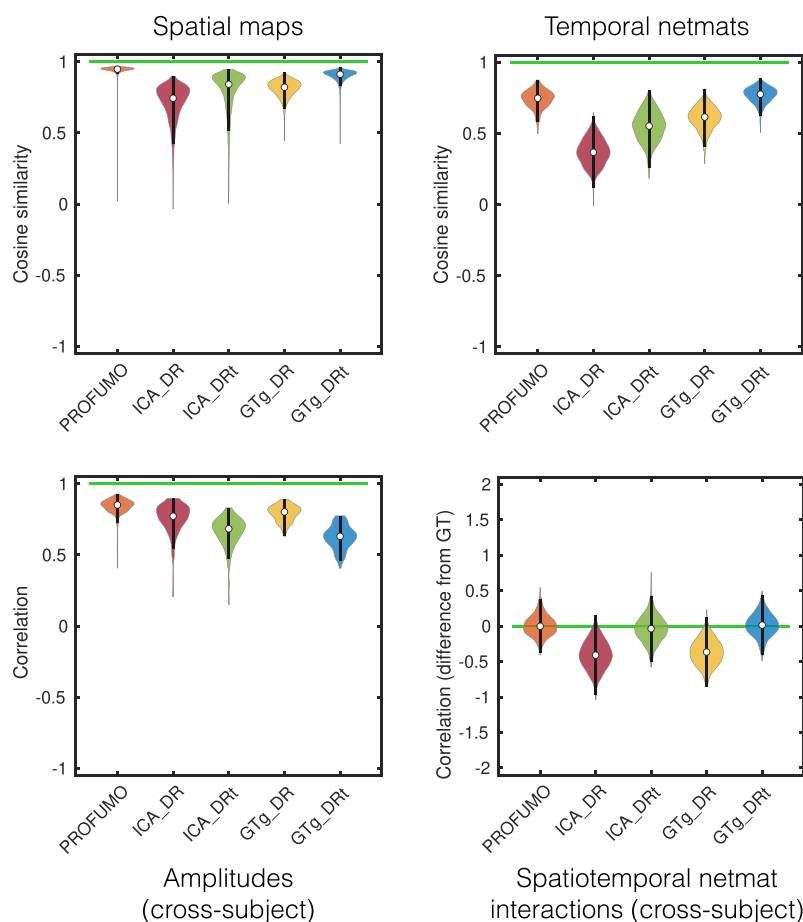 Spatial maps
Cosine similarity
1
0.5
0
-0.5
-1
PROFUMO
ICA_DR
ICA_DRt
GTg_DR
GTg_DRt
Temporal netmats
Cosine similarity
1
0.5
0
-0.5
-1
PROFUMO
ICA_DR
ICA_DRt
GTg_DR
GTg_DRt
Correlation
1
0.5
0
-0.5
-1
PROFUMO
ICA_DR
ICA_DRt
GTg_DR
GTg_DRt
Amplitudes
(cross-subject)
Correlation (difference from GT)
2
1.5
1
0.5
0
-0.5
-1
-1.5
-2
PROFUMO
ICA_DR
ICA_DRt
GTg_DR
GTg_DRt
Spatiotemporal netmat
interactions (cross-subject)